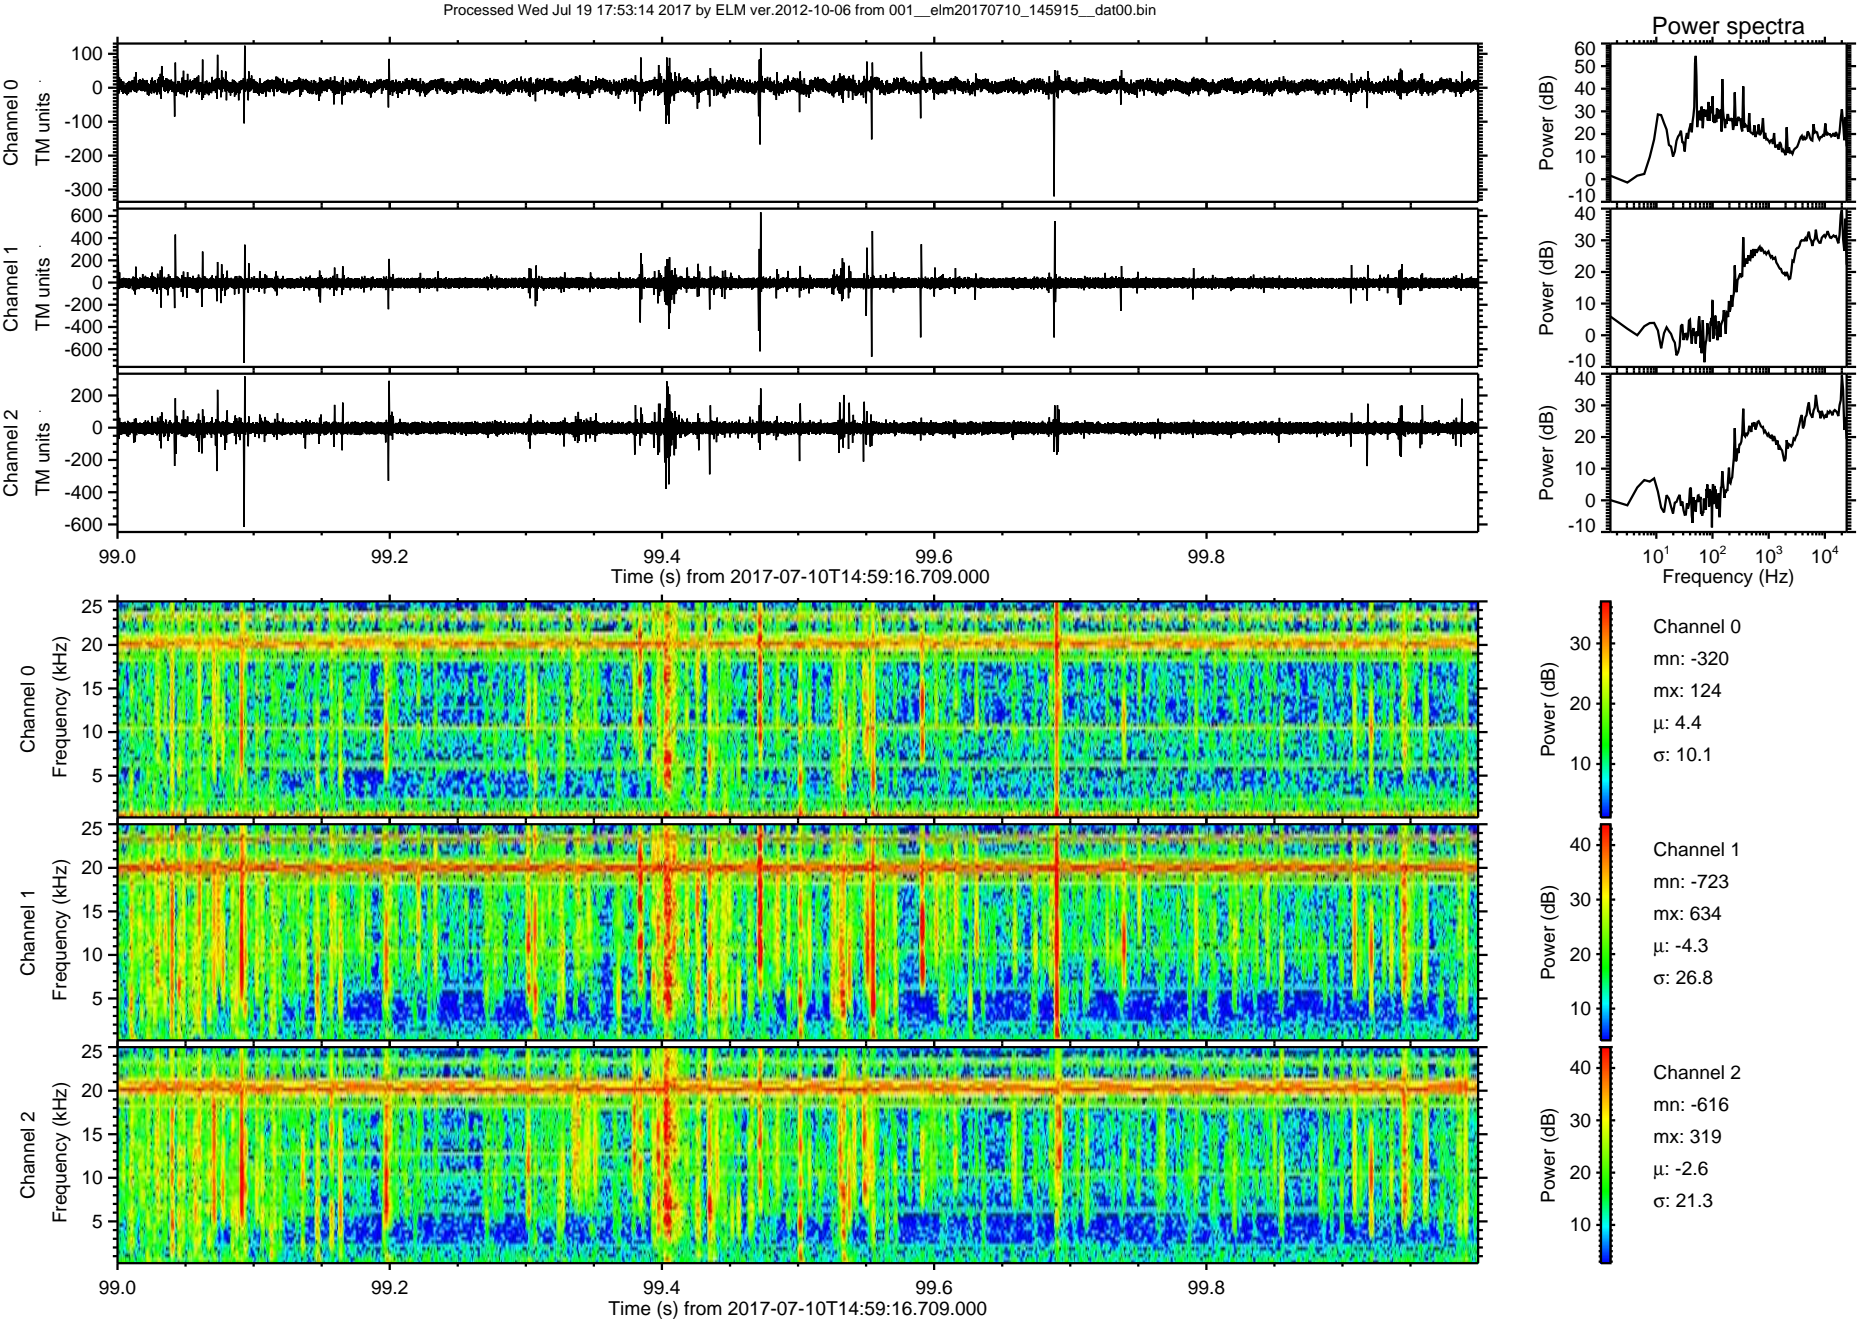 Processed Wed Jul 19 17:53:14 2017 by ELM ver.2012-10-06 from 001__elm20170710_145915__dat00.bin
Power spectra
Channel 0
TM units
100
0
-100
-200
-300
Power (dB)
60
50
40
30
20
10
0
-10
Channel 1
TM units
600
400
200
0
-200
-400
-600
Power (dB)
40
30
20
10
0
-10
Channel 2
TM units
200
0
-200
-400
-600
Power (dB)
40
30
20
10
0
-10
99.0 99.2 99.4 99.6 99.8
Time (s) from 2017-07-10T14:59:16.709.000
10^1 10^2 10^3 10^4
Frequency (Hz)
Channel 0
Frequency (kHz)
25
20
15
10
5
Power (dB)
30
20
10
Channel 0
mn: -320
mx: 124
μ: 4.4
σ: 10.1
Channel 1
Frequency (kHz)
25
20
15
10
5
Power (dB)
40
30
20
10
Channel 1
mn: -723
mx: 634
μ: -4.3
σ: 26.8
Channel 2
Frequency (kHz)
25
20
15
10
5
Power (dB)
40
30
20
10
Channel 2
mn: -616
mx: 319
μ: -2.6
σ: 21.3
99.0 99.2 99.4 99.6 99.8
Time (s) from 2017-07-10T14:59:16.709.000